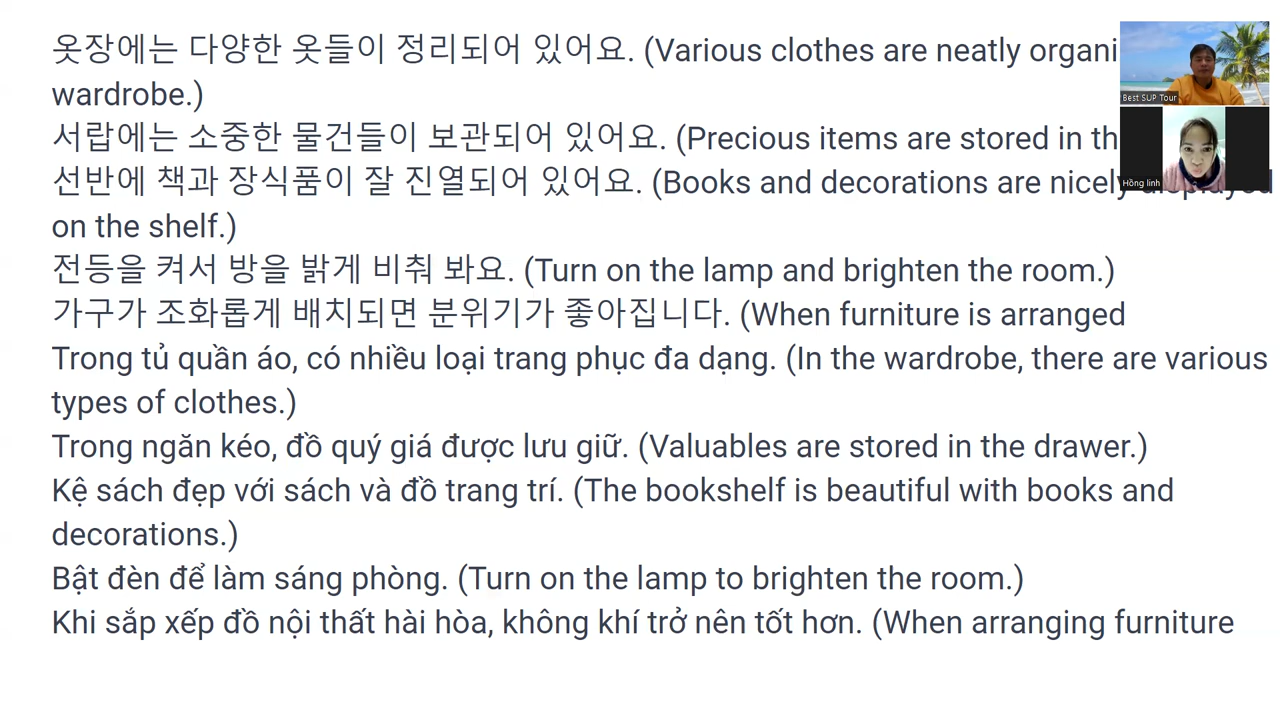 옷장에는 다양한 옷들이 정리되어 있어요. (Various clothes are neatly
wardrobe.)
서랍에는 소중한 물건들이 보관되어 있어요. (Precious items are stored in
선반에 책과 장식품이 잘 진열되어 있어요. (Books and decorations are nicely displayed
on the shelf.)
전등을 켜서 방을 밝게 비춰 봐요. (Turn on the lamp and brighten the room.)
가구가 조화롭게 배치되면 분위기가 좋아집니다. (When furniture is arranged
Trong tủ quần áo, có nhiều loại trang phục đa dạng. (In the wardrobe, there are various
types of clothes.)
Trong ngăn kéo, đồ quý giá được lưu giữ. (Valuables are stored in the drawer.)
Kệ sách đẹp với sách và đồ trang trí. (The bookshelf is beautiful with books and
decorations.)
Bật đèn để làm sáng phòng. (Turn on the lamp to brighten the room.)
Khi sắp xếp đồ nội thất hài hòa, không khí trở nên tốt hơn. (When arranging furniture
Best SUP Tour
Hồng linh